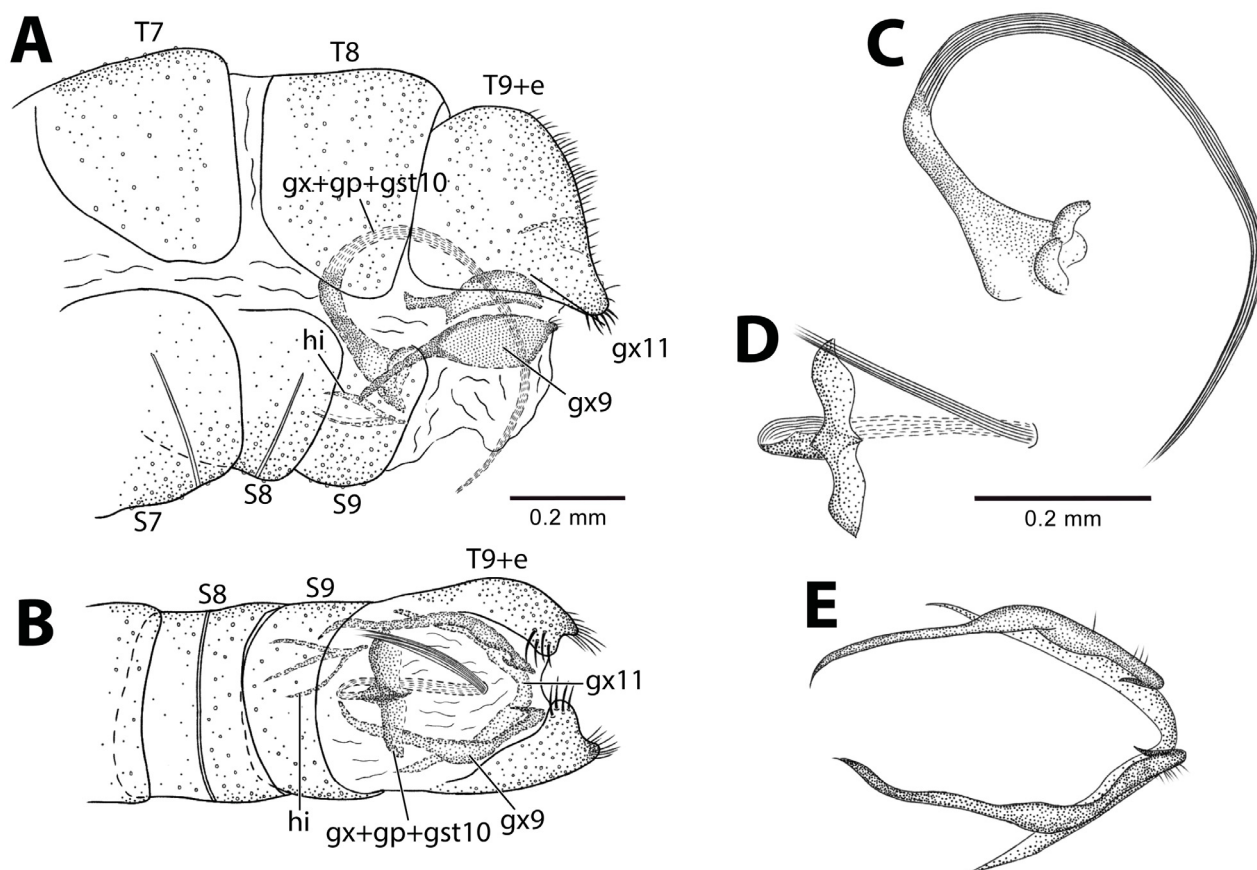 A
T7
T8
T9+e
gx+gp+gst10
hi
gx11
gx9
S7
S8
S9
0.2 mm
B
S8
S9
T9+e
gx11
hi
gx+gp+gst10
gx9
C
D
0.2 mm
E